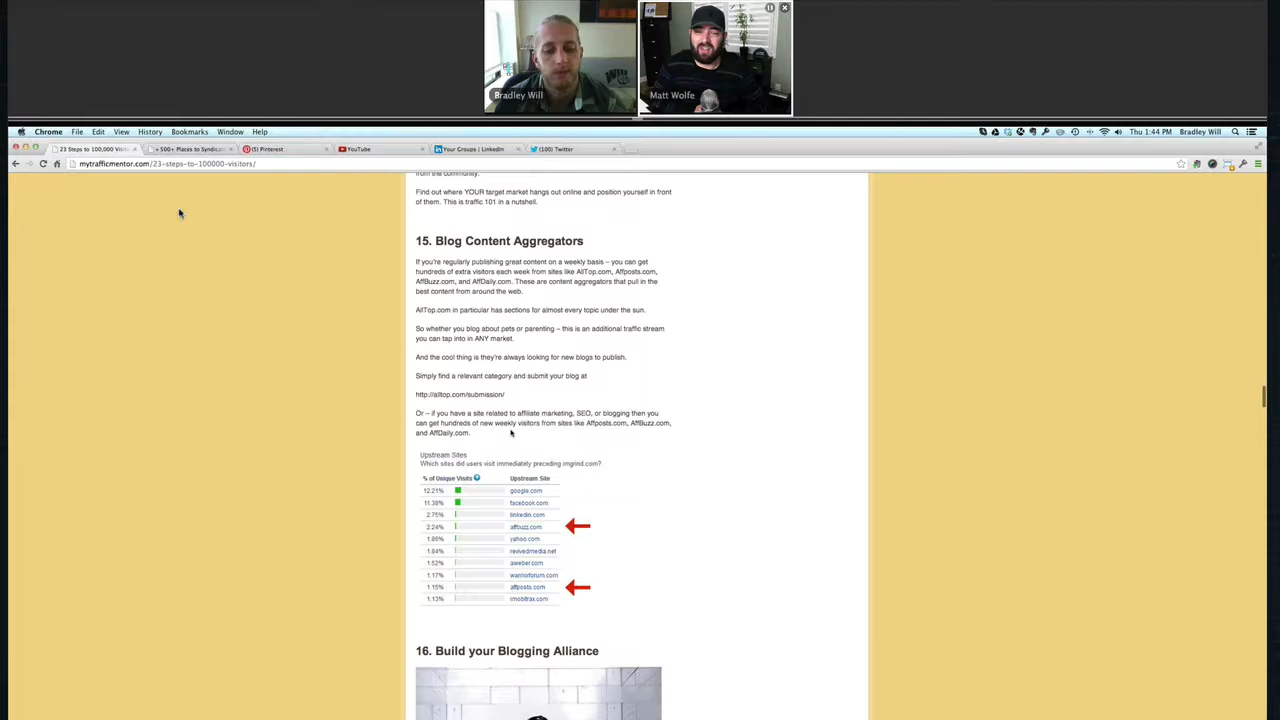 Bradley Will
Matt Wolfe
Chrome File Edit View History Bookmarks Window Help
Thu 1:44 PM Bradley Will
23 Steps to 100,000 Visit
+ 500+ Places to Syndicat
(5) Pinterest
YouTube
Your Groups | LinkedIn
(100) Twitter
mytrafficmentor.com/23-steps-to-100000-visitors/
from the community.
Find out where YOUR target market hangs out online and position yourself in front
of them. This is traffic 101 in a nutshell.
15. Blog Content Aggregators
If you're regularly publishing great content on a weekly basis – you can get
hundreds of extra visitors each week from sites like AllTop.com, Affposts.com,
AffBuzz.com, and AffDaily.com. These are content aggregators that pull in the
best content from around the web.
AllTop.com in particular has sections for almost every topic under the sun.
So whether you blog about pets or parenting – this is an additional traffic stream
you can tap into in ANY market.
And the cool thing is they're always looking for new blogs to publish.
Simply find a relevant category and submit your blog at
http://alltop.com/submission/
Or – if you have a site related to affiliate marketing, SEO, or blogging then you
can get hundreds of new weekly visitors from sites like Affposts.com, AffBuzz.com,
and AffDaily.com.
Upstream Sites
Which sites did users visit immediately preceding imgrind.com?
% of Unique Visits Upstream Site
12.21% google.com
11.38% facebook.com
2.75% linkedin.com
2.24% affbuzz.com
1.86% yahoo.com
1.84% revivedmedia.net
1.52% aweber.com
1.17% warriorforum.com
1.15% affposts.com
1.13% imobitrax.com
16. Build your Blogging Alliance